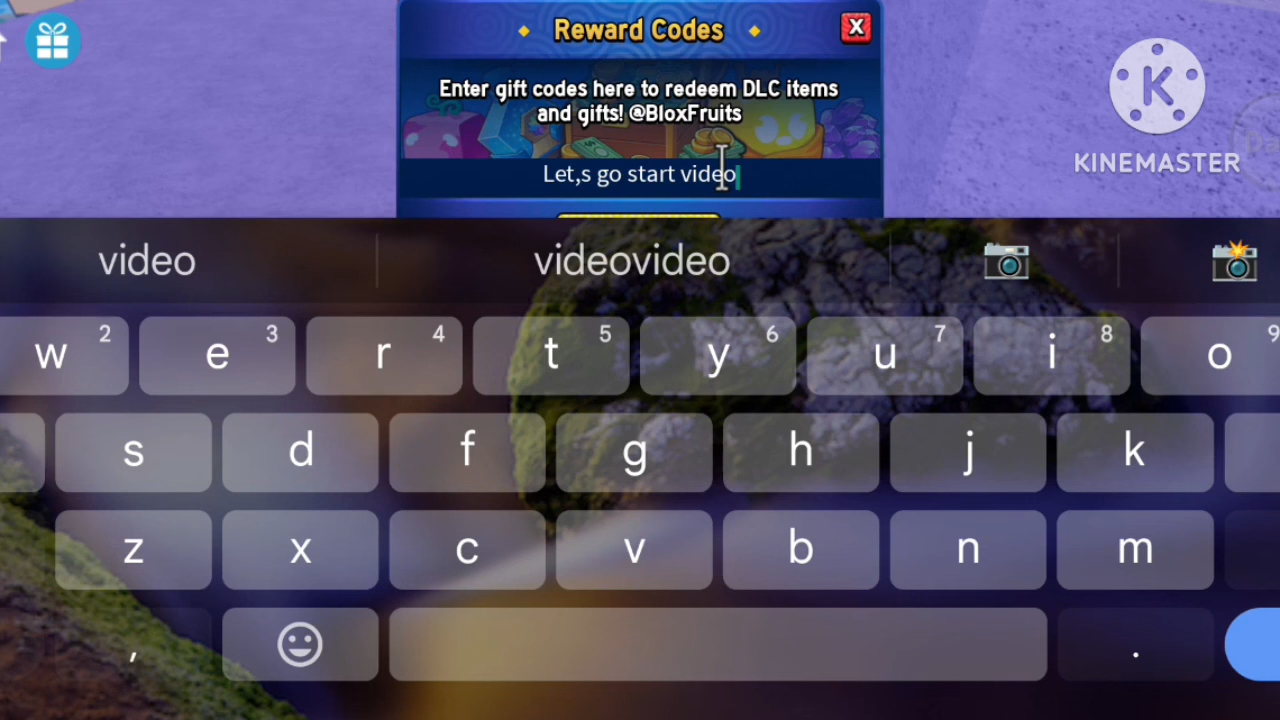 Reward Codes
X
Enter gift codes here to redeem DLC items
and gifts! @BloxFruits
Let,s go start video
K
KINEMASTER
video videovideo
w 2 e 3 r 4 t 5 y 6 u 7 i 8 o 9
s d f g h j k
z x c v b n m
, .